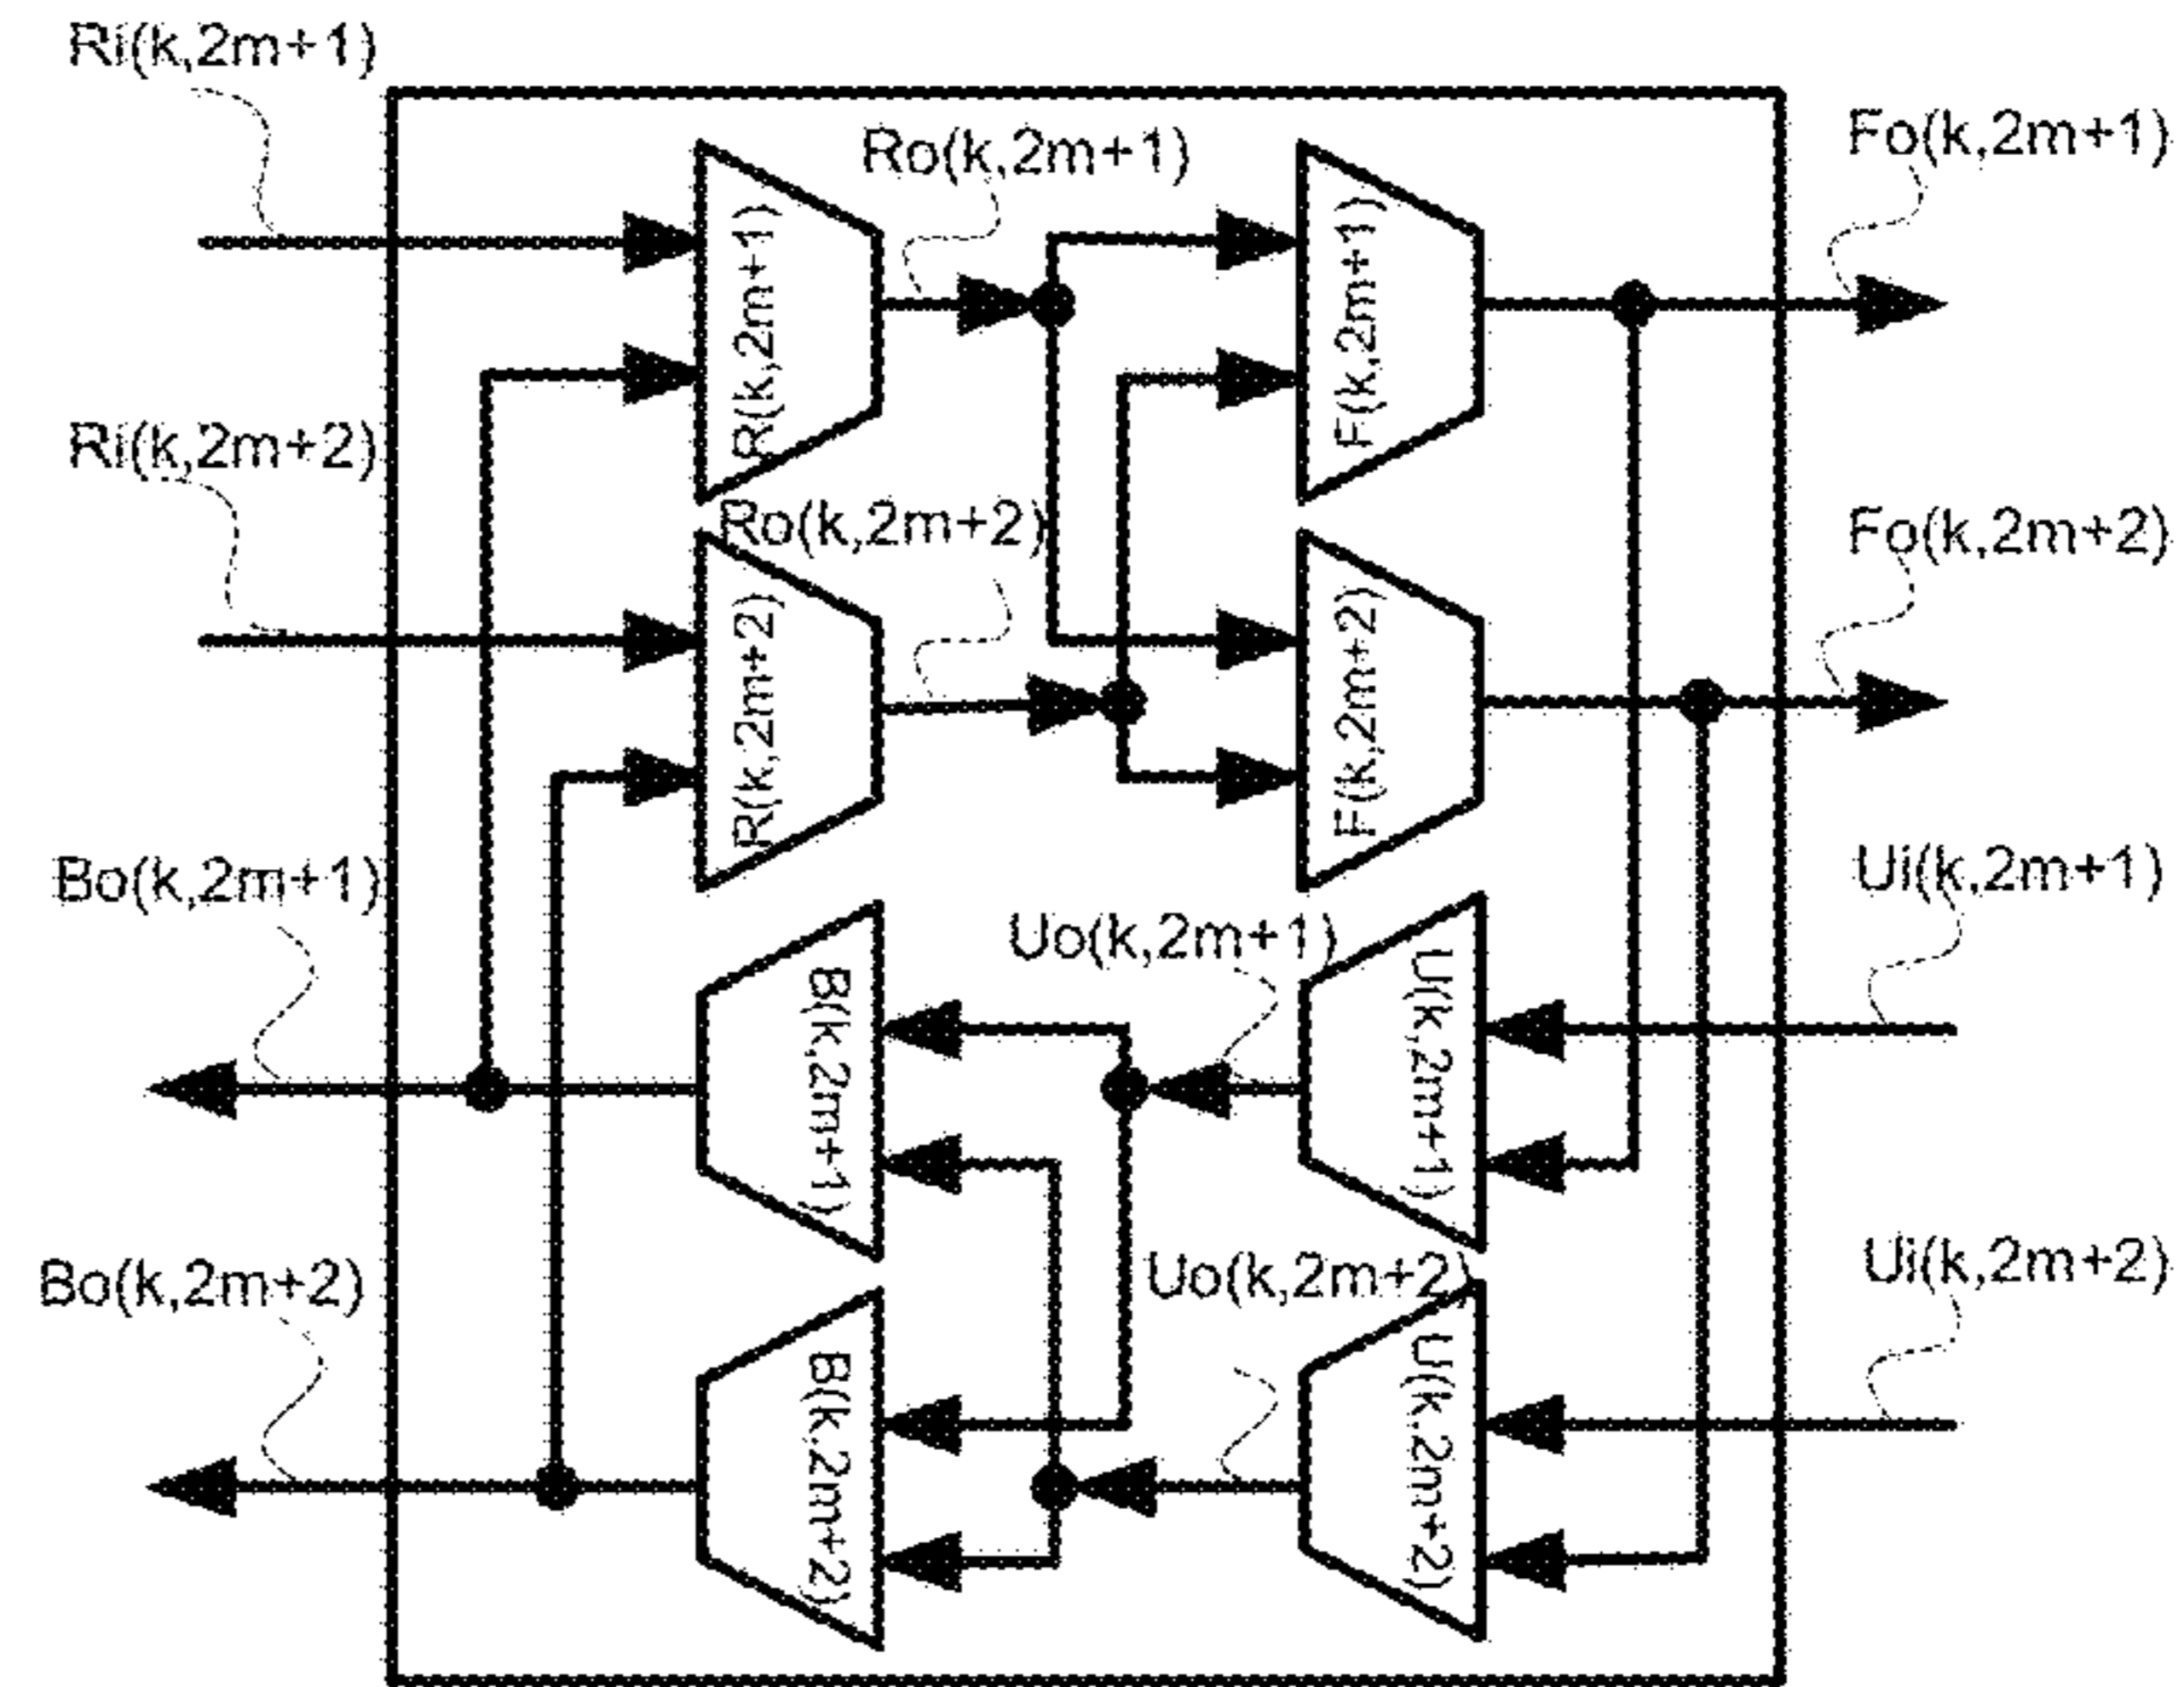 Ri(k,2m+1)
Ro(k,2m+1)
Fo(k,2m+1)
R(k,2m+1)
F(k,2m+1)
Ri(k,2m+2)
Ro(k,2m+2)
Fo(k,2m+2)
R(k,2m+2)
F(k,2m+2)
Bo(k,2m+1)
Uo(k,2m+1)
Ui(k,2m+1)
B(k,2m+1)
U(k,2m+1)
Bo(k,2m+2)
Uo(k,2m+2)
Ui(k,2m+2)
B(k,2m+2)
U(k,2m+2)